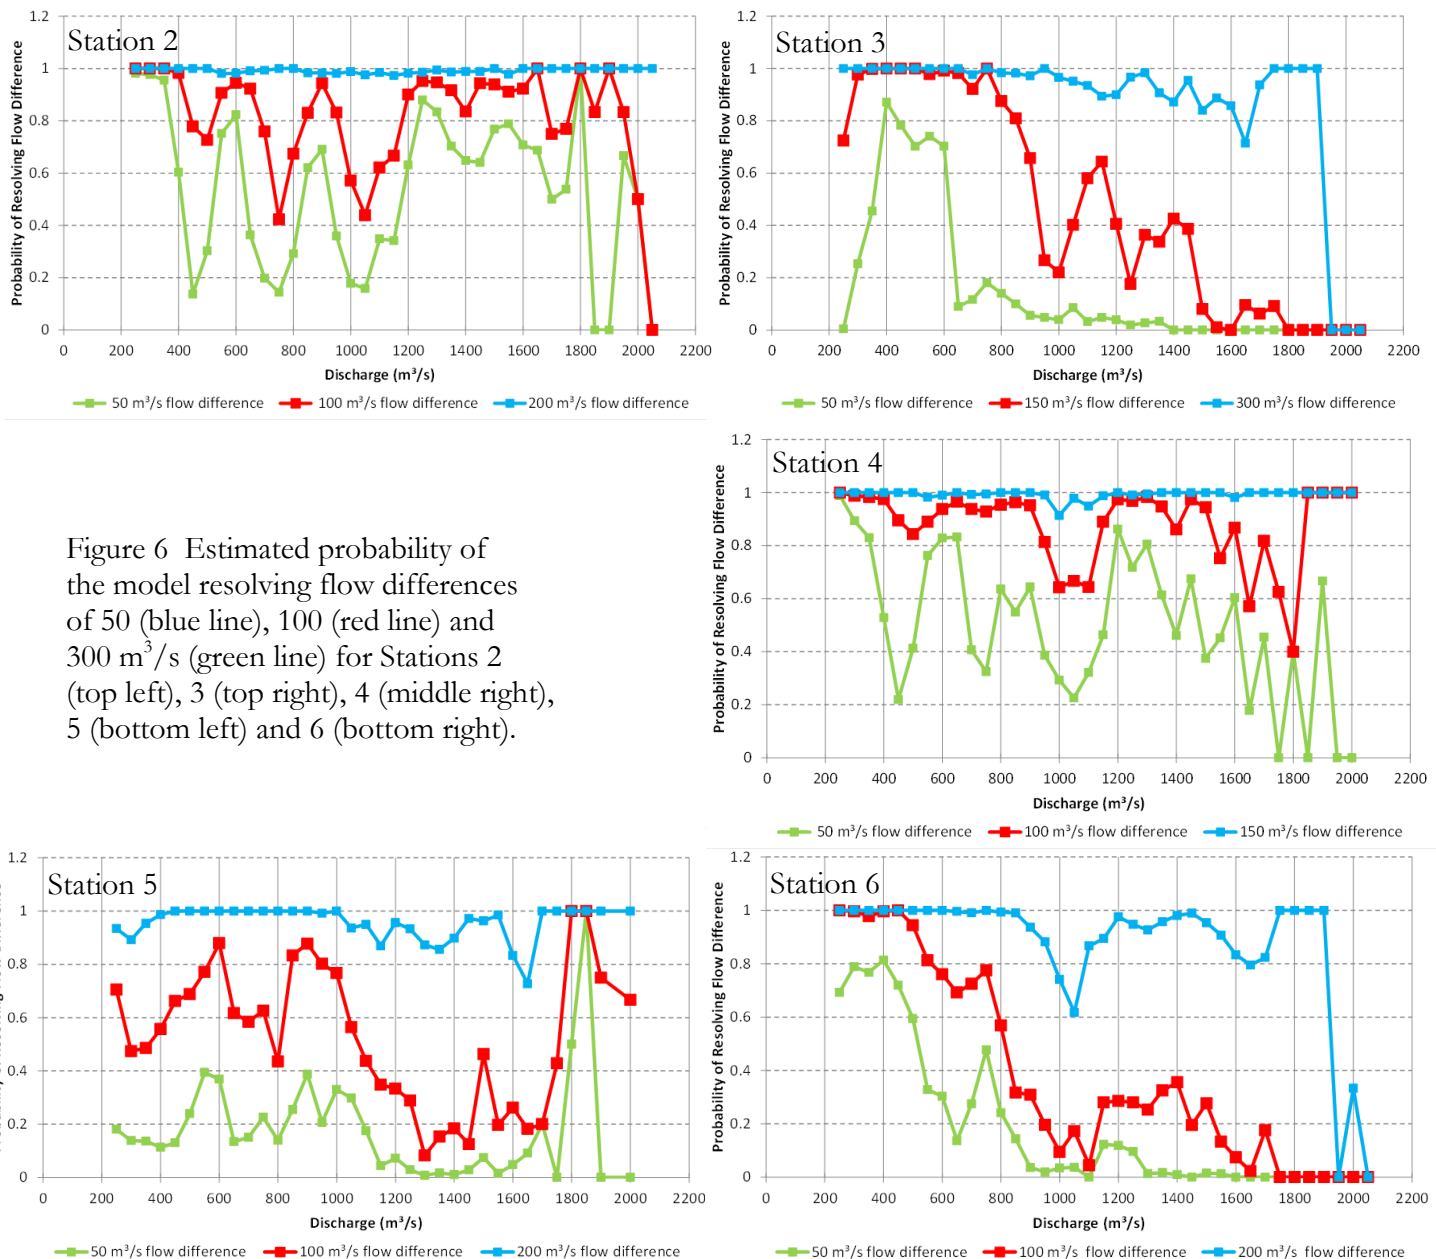 Station 2
Probability of Resolving Flow Difference
1.2
1
0.8
0.6
0.4
0.2
0
0 200 400 600 800 1000 1200 1400 1600 1800 2000 2200
Discharge (m³/s)
50 m³/s flow difference 100 m³/s flow difference 200 m³/s flow difference
Station 3
Probability of Resolving Flow Difference
1.2
1
0.8
0.6
0.4
0.2
0
0 200 400 600 800 1000 1200 1400 1600 1800 2000 2200
Discharge (m³/s)
50 m³/s flow difference 150 m³/s flow difference 300 m³/s flow difference
Figure 6 Estimated probability of
the model resolving flow differences
of 50 (blue line), 100 (red line) and
300 m³/s (green line) for Stations 2
(top left), 3 (top right), 4 (middle right),
5 (bottom left) and 6 (bottom right).
Station 4
Probability of Resolving Flow Difference
1.2
1
0.8
0.6
0.4
0.2
0
0 200 400 600 800 1000 1200 1400 1600 1800 2000 2200
Discharge (m³/s)
50 m³/s flow difference 100 m³/s flow difference 150 m³/s flow difference
Station 5
1.2
1
0.8
0.6
0.4
0.2
0
0 200 400 600 800 1000 1200 1400 1600 1800 2000 2200
Discharge (m³/s)
50 m³/s flow difference 100 m³/s flow difference 200 m³/s flow difference
Station 6
Probability of Resolving Flow Difference
1.2
1
0.8
0.6
0.4
0.2
0
0 200 400 600 800 1000 1200 1400 1600 1800 2000 2200
Discharge (m³/s)
50 m³/s flow difference 100 m³/s flow difference 200 m³/s flow difference